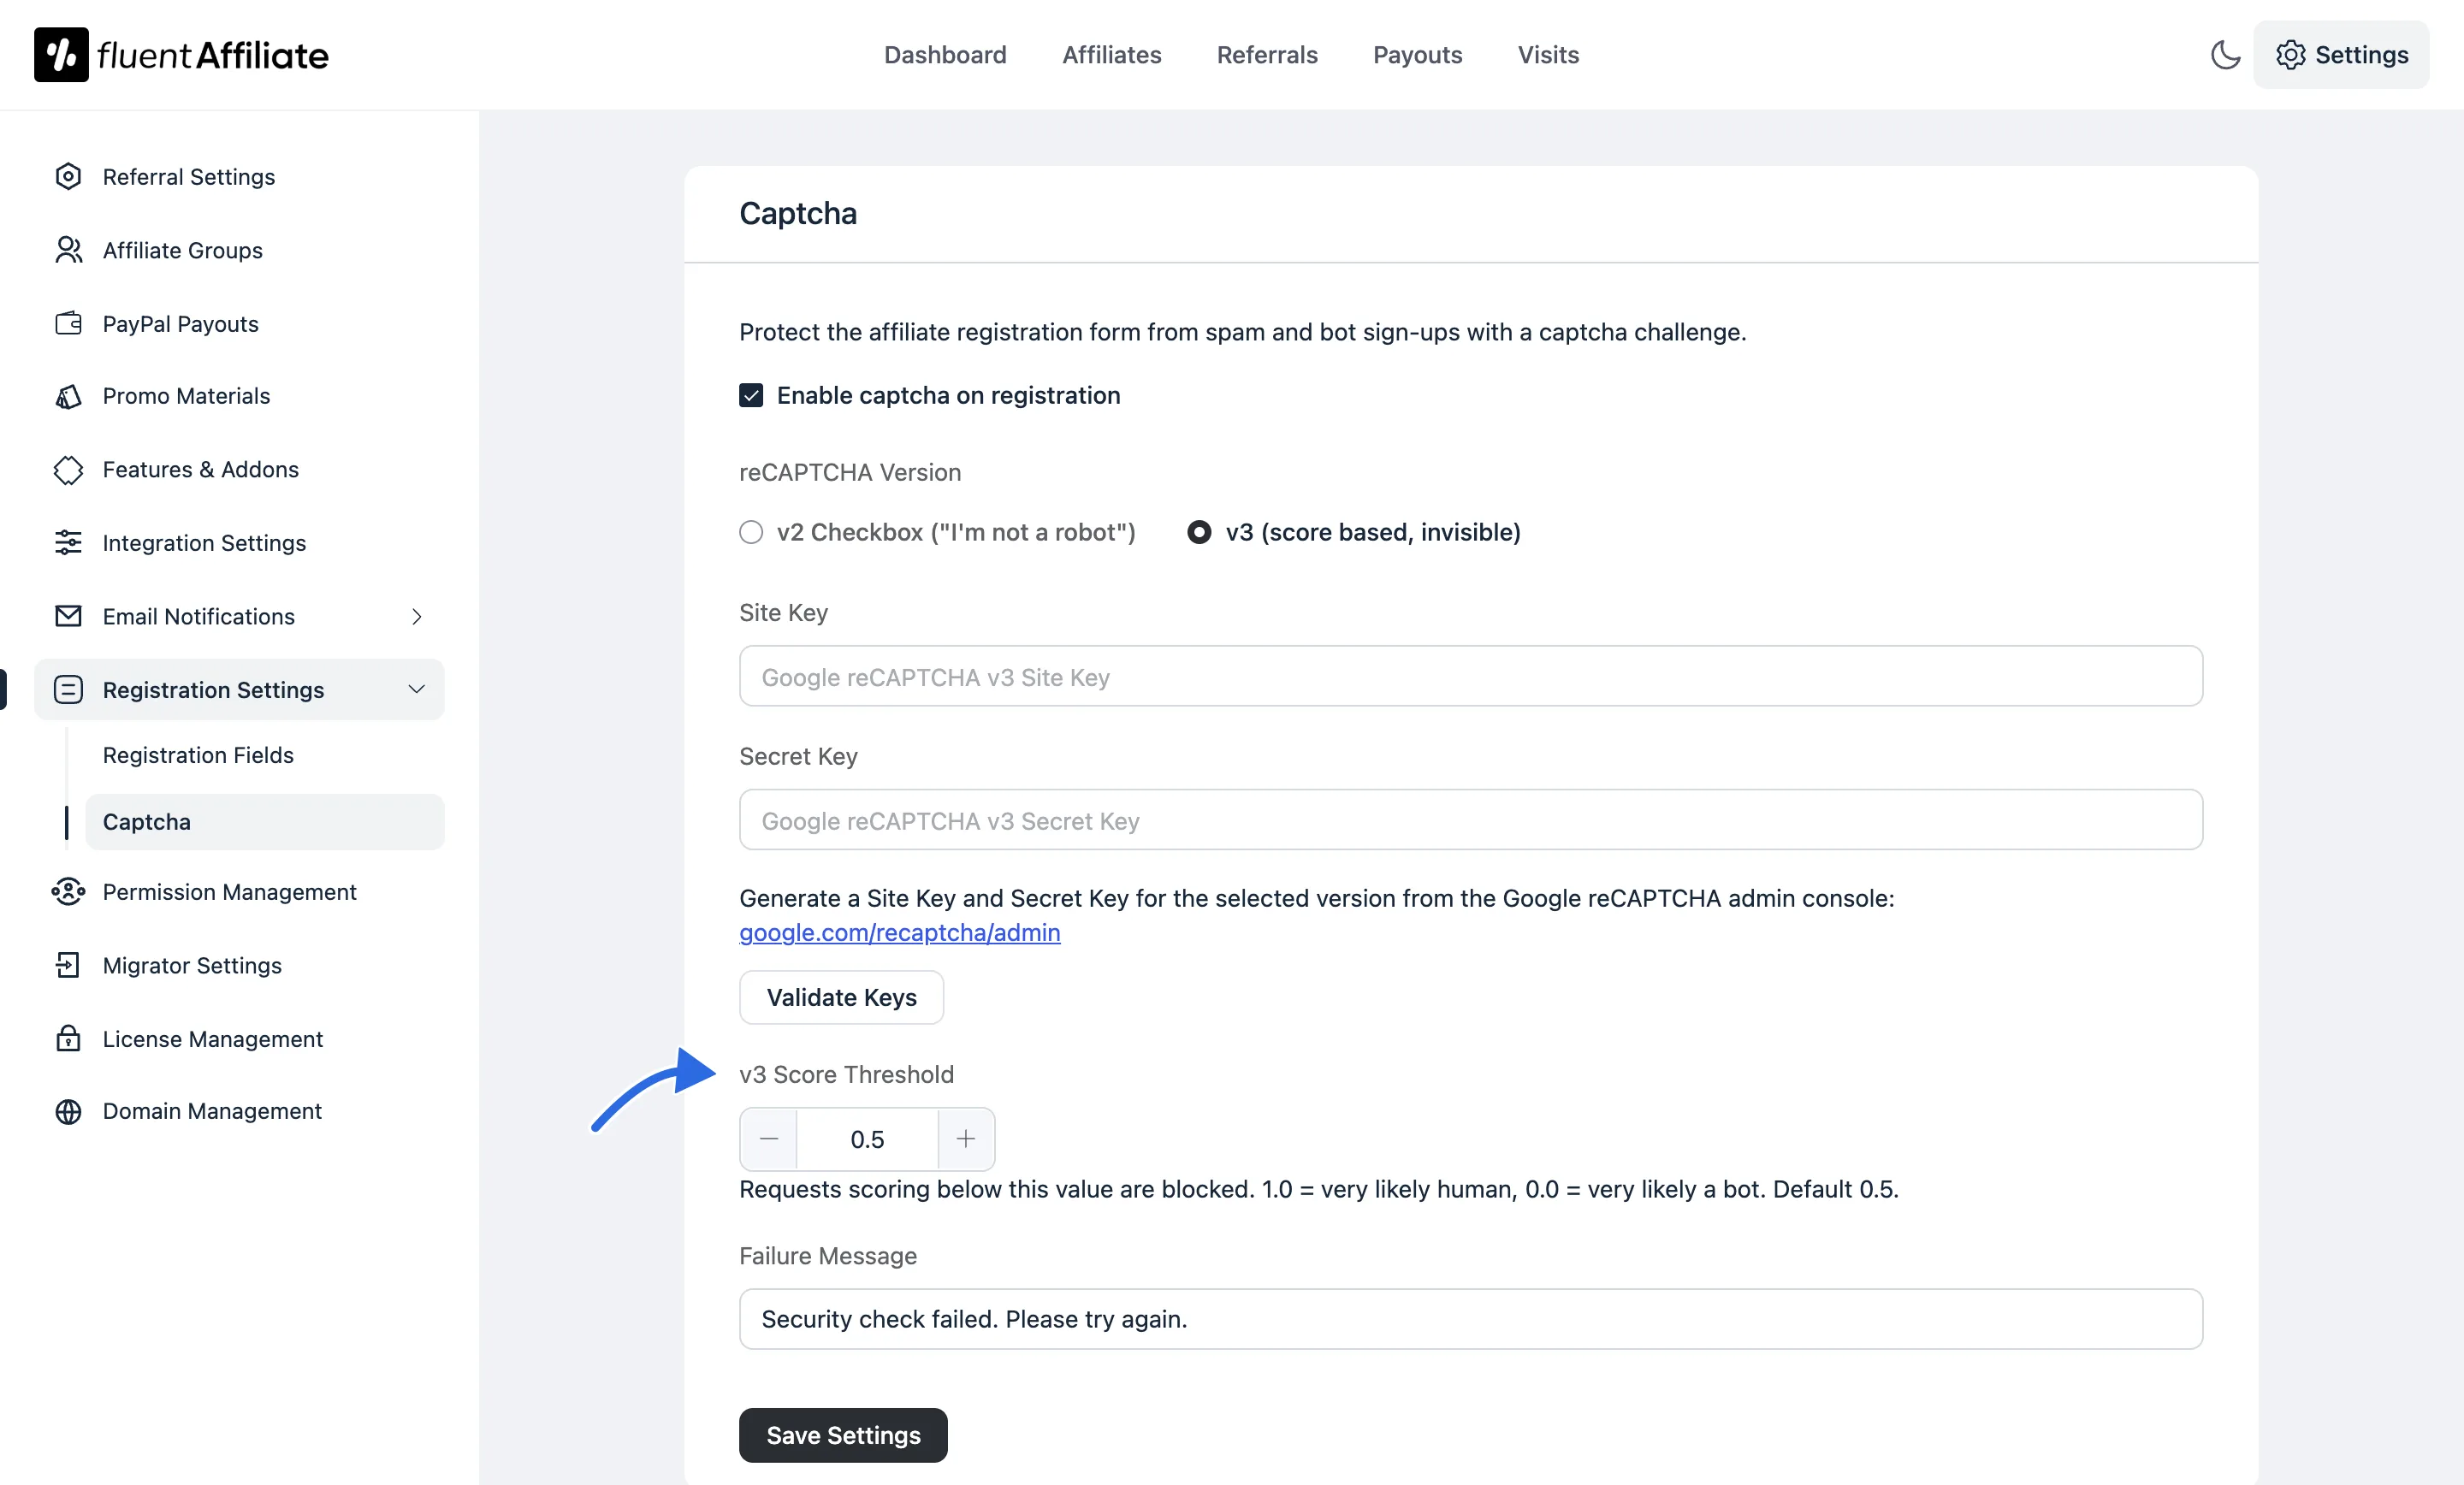 fluentAffiliate
Dashboard
Affiliates
Referrals
Payouts
Visits
Settings
Referral Settings
Affiliate Groups
PayPal Payouts
Promo Materials
Features & Addons
Integration Settings
Email Notifications
Registration Settings
Registration Fields
Captcha
Permission Management
Migrator Settings
License Management
Domain Management
Captcha
Protect the affiliate registration form from spam and bot sign-ups with a captcha challenge.
Enable captcha on registration
reCAPTCHA Version
v2 Checkbox ("I'm not a robot")
v3 (score based, invisible)
Site Key
Google reCAPTCHA v3 Site Key
Secret Key
Google reCAPTCHA v3 Secret Key
Generate a Site Key and Secret Key for the selected version from the Google reCAPTCHA admin console:
google.com/recaptcha/admin
Validate Keys
v3 Score Threshold
0.5
Requests scoring below this value are blocked. 1.0 = very likely human, 0.0 = very likely a bot. Default 0.5.
Failure Message
Security check failed. Please try again.
Save Settings